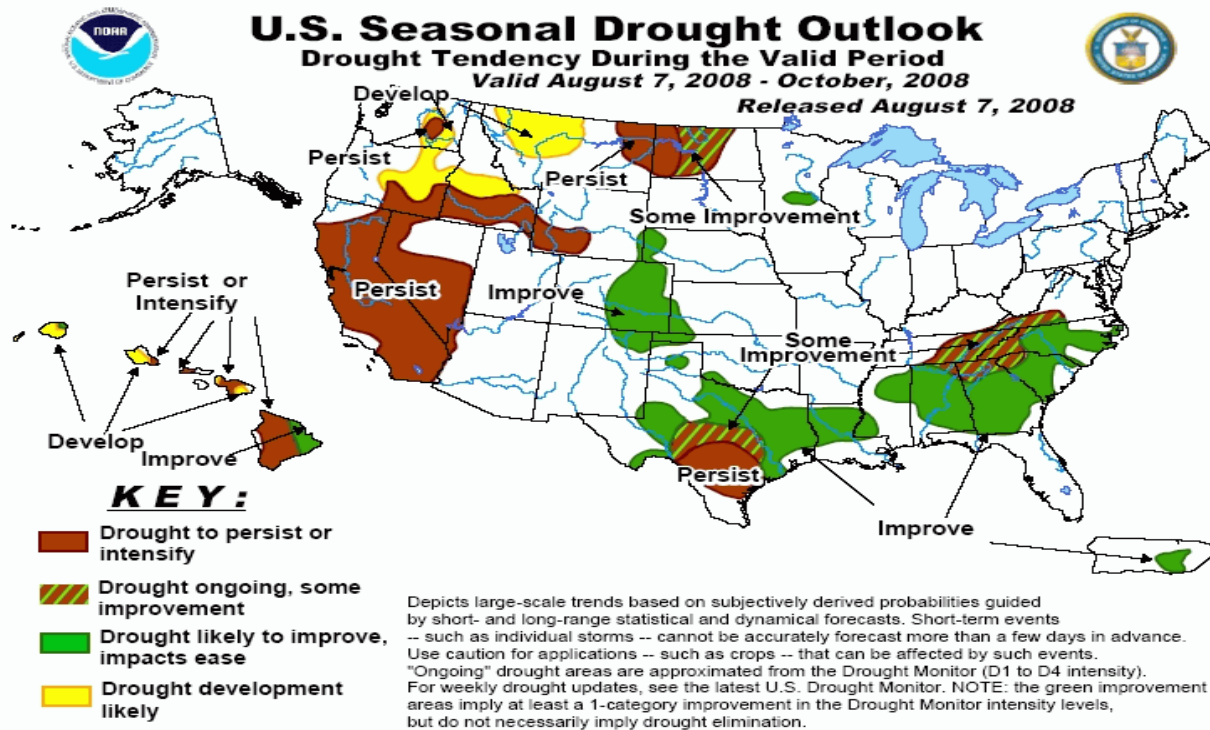 NOAA
U.S. Seasonal Drought Outlook
Drought Tendency During the Valid Period
Valid August 7, 2008 - October, 2008
Released August 7, 2008
Develop
Persist
Persist
Some Improvement
Persist or
Intensify
Persist
Improve
Some
Improvement
Develop
Improve
Persist
Improve
KEY:
Drought to persist or
intensify
Drought ongoing, some
improvement
Drought likely to improve,
impacts ease
Drought development
likely
Depicts large-scale trends based on subjectively derived probabilities guided
by short- and long-range statistical and dynamical forecasts. Short-term events
-- such as individual storms -- cannot be accurately forecast more than a few days in advance.
Use caution for applications -- such as crops -- that can be affected by such events.
"Ongoing" drought areas are approximated from the Drought Monitor (D1 to D4 intensity).
For weekly drought updates, see the latest U.S. Drought Monitor. NOTE: the green improvement
areas imply at least a 1-category improvement in the Drought Monitor intensity levels,
but do not necessarily imply drought elimination.